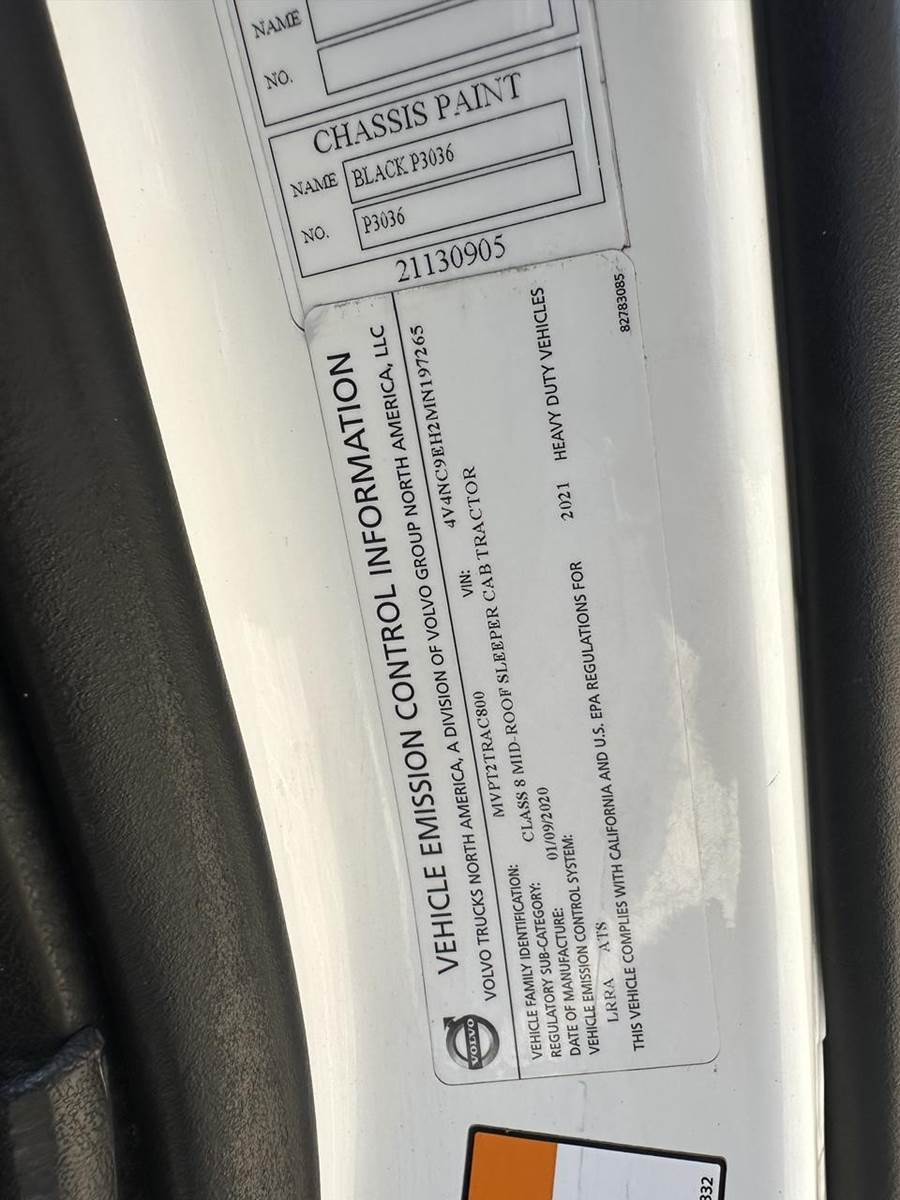 NAME
NO.
CHASSIS PAINT
NAME BLACK P3036
NO. P3036
21130905
VEHICLE EMISSION CONTROL INFORMATION
VOLVO
VOLVO TRUCKS NORTH AMERICA, A DIVISION OF VOLVO GROUP NORTH AMERICA, LLC
VIN: 4V4NC9EH2MN197265
VEHICLE FAMILY IDENTIFICATION: MVPT2TRAC800
REGULATORY SUB-CATEGORY: CLASS 8 MID-ROOF SLEEPER CAB TRACTOR
DATE OF MANUFACTURE: 01/09/2020
VEHICLE EMISSION CONTROL SYSTEM:
LRRA ATS
THIS VEHICLE COMPLIES WITH CALIFORNIA AND U.S. EPA REGULATIONS FOR 2021 HEAVY DUTY VEHICLES
82783085
332